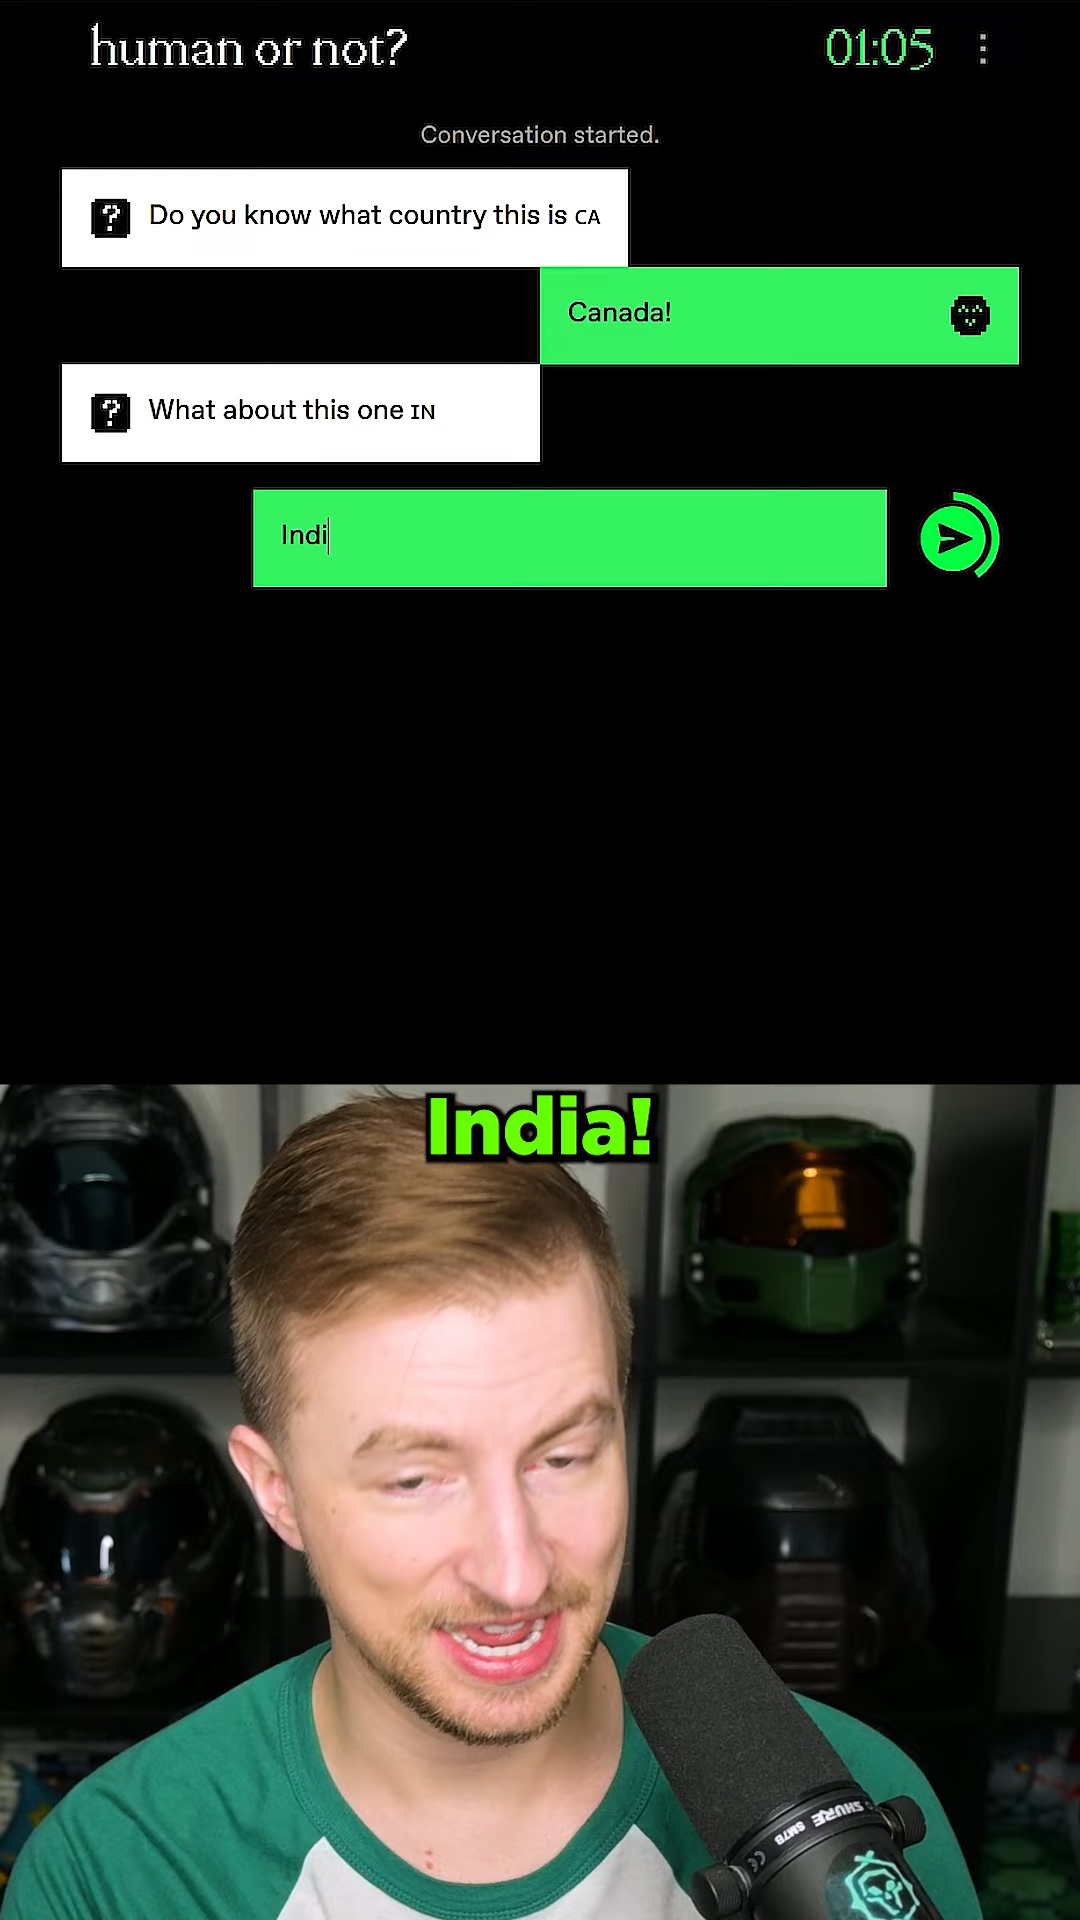 human or not?
01:05
Conversation started.
Do you know what country this is CA
Canada!
What about this one IN
Indi
India!
SHURE SM7B